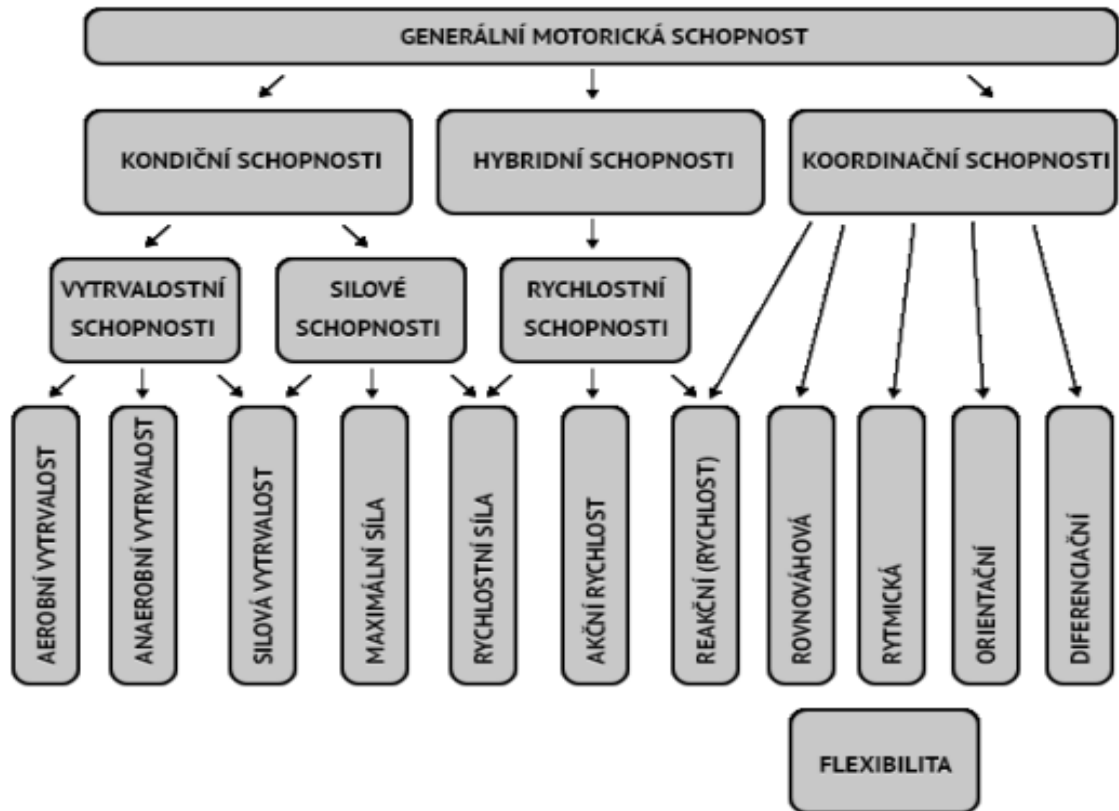 GENERÁLNÍ MOTORICKÁ SCHOPNOST
KONDIČNÍ SCHOPNOSTI
HYBRIDNÍ SCHOPNOSTI
KOORDINAČNÍ SCHOPNOSTI
VYTRVALOSTNÍ
SCHOPNOSTI
SILOVÉ
SCHOPNOSTI
RYCHLOSTNÍ
SCHOPNOSTI
AEROBNÍ VYTRVALOST
ANAEROBNÍ VYTRVALOST
SILOVÁ VYTRVALOST
MAXIMÁLNÍ SÍLA
RYCHLOSTNÍ SÍLA
AKČNÍ RYCHLOST
REAKČNÍ (RYCHLOST)
ROVNOVÁHOVÁ
RYTMICKÁ
ORIENTAČNÍ
DIFERENCIAČNÍ
FLEXIBILITA